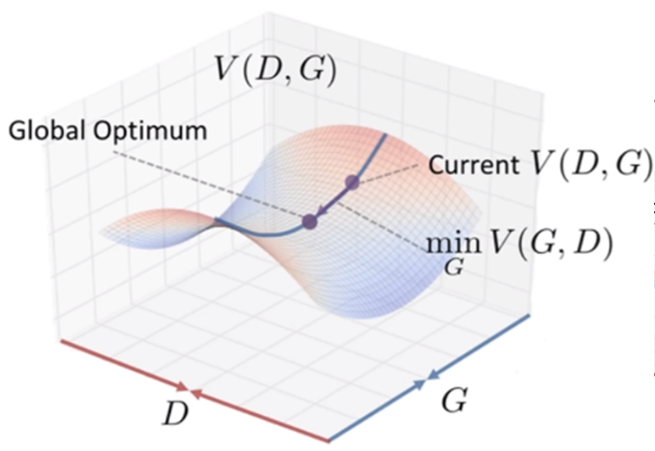 V(D, G)
Global Optimum
Current V(D, G)
min V(G, D)
G
D
G